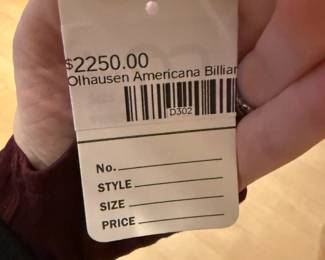 $2250.00
Olhausen Americana Billiar
D302
No.
STYLE
SIZE
PRICE